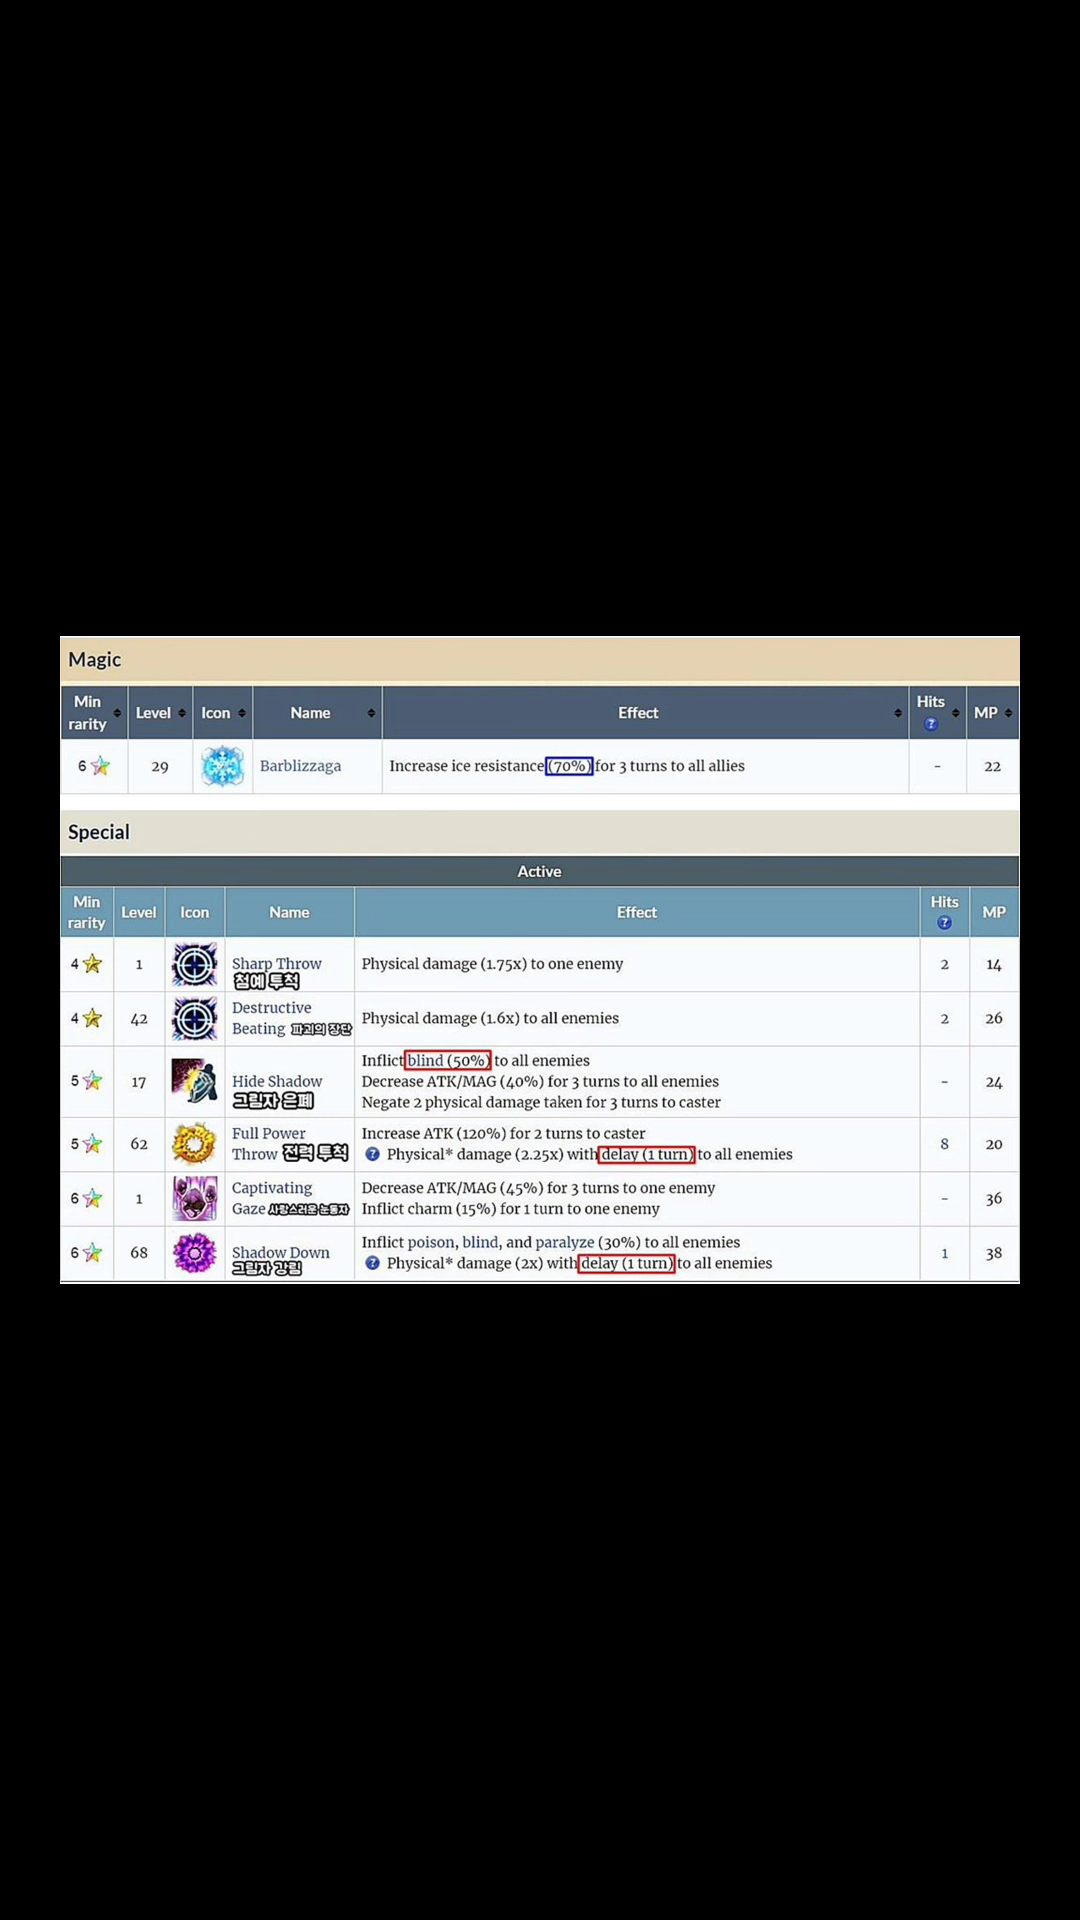 Magic
Min rarity Level Icon Name Effect Hits ? MP
6 29 Barblizzaga Increase ice resistance (70%) for 3 turns to all allies - 22
Special
Active
Min rarity Level Icon Name Effect Hits ? MP
4 1 Sharp Throw 첨예 투척 Physical damage (1.75x) to one enemy 2 14
4 42 Destructive Beating 파괴의 장단 Physical damage (1.6x) to all enemies 2 26
5 17 Hide Shadow 그림자 은폐 Inflict blind (50%) to all enemies
Decrease ATK/MAG (40%) for 3 turns to all enemies
Negate 2 physical damage taken for 3 turns to caster - 24
5 62 Full Power Throw 전력 투척 Increase ATK (120%) for 2 turns to caster
? Physical* damage (2.25x) with delay (1 turn) to all enemies 8 20
6 1 Captivating Gaze 사랑스러운 눈동자 Decrease ATK/MAG (45%) for 3 turns to one enemy
Inflict charm (15%) for 1 turn to one enemy - 36
6 68 Shadow Down 그림자 강림 Inflict poison, blind, and paralyze (30%) to all enemies
? Physical* damage (2x) with delay (1 turn) to all enemies 1 38